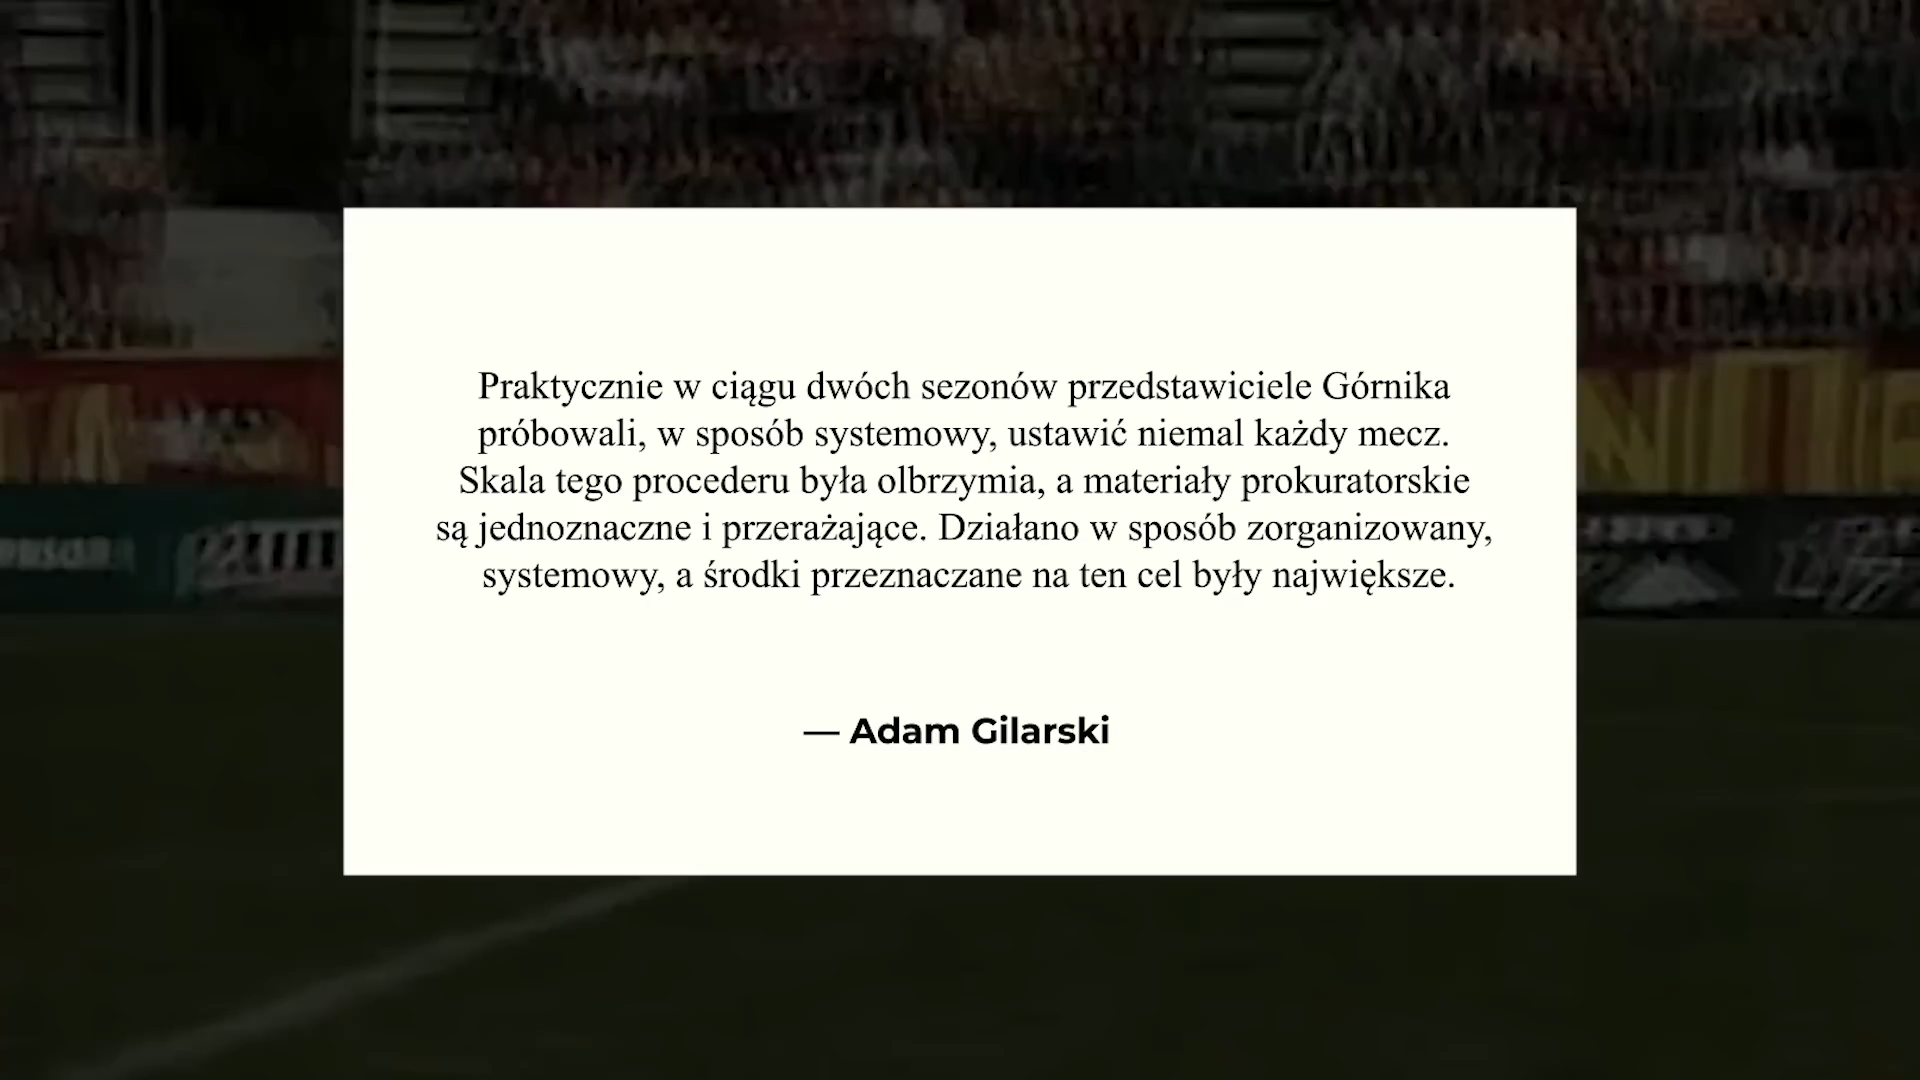 Praktycznie w ciągu dwóch sezonów przedstawiciele Górnika
próbowali, w sposób systemowy, ustawić niemal każdy mecz.
Skala tego procederu była olbrzymia, a materiały prokuratorskie
są jednoznaczne i przerażające. Działano w sposób zorganizowany,
systemowy, a środki przeznaczane na ten cel były największe.
— Adam Gilarski